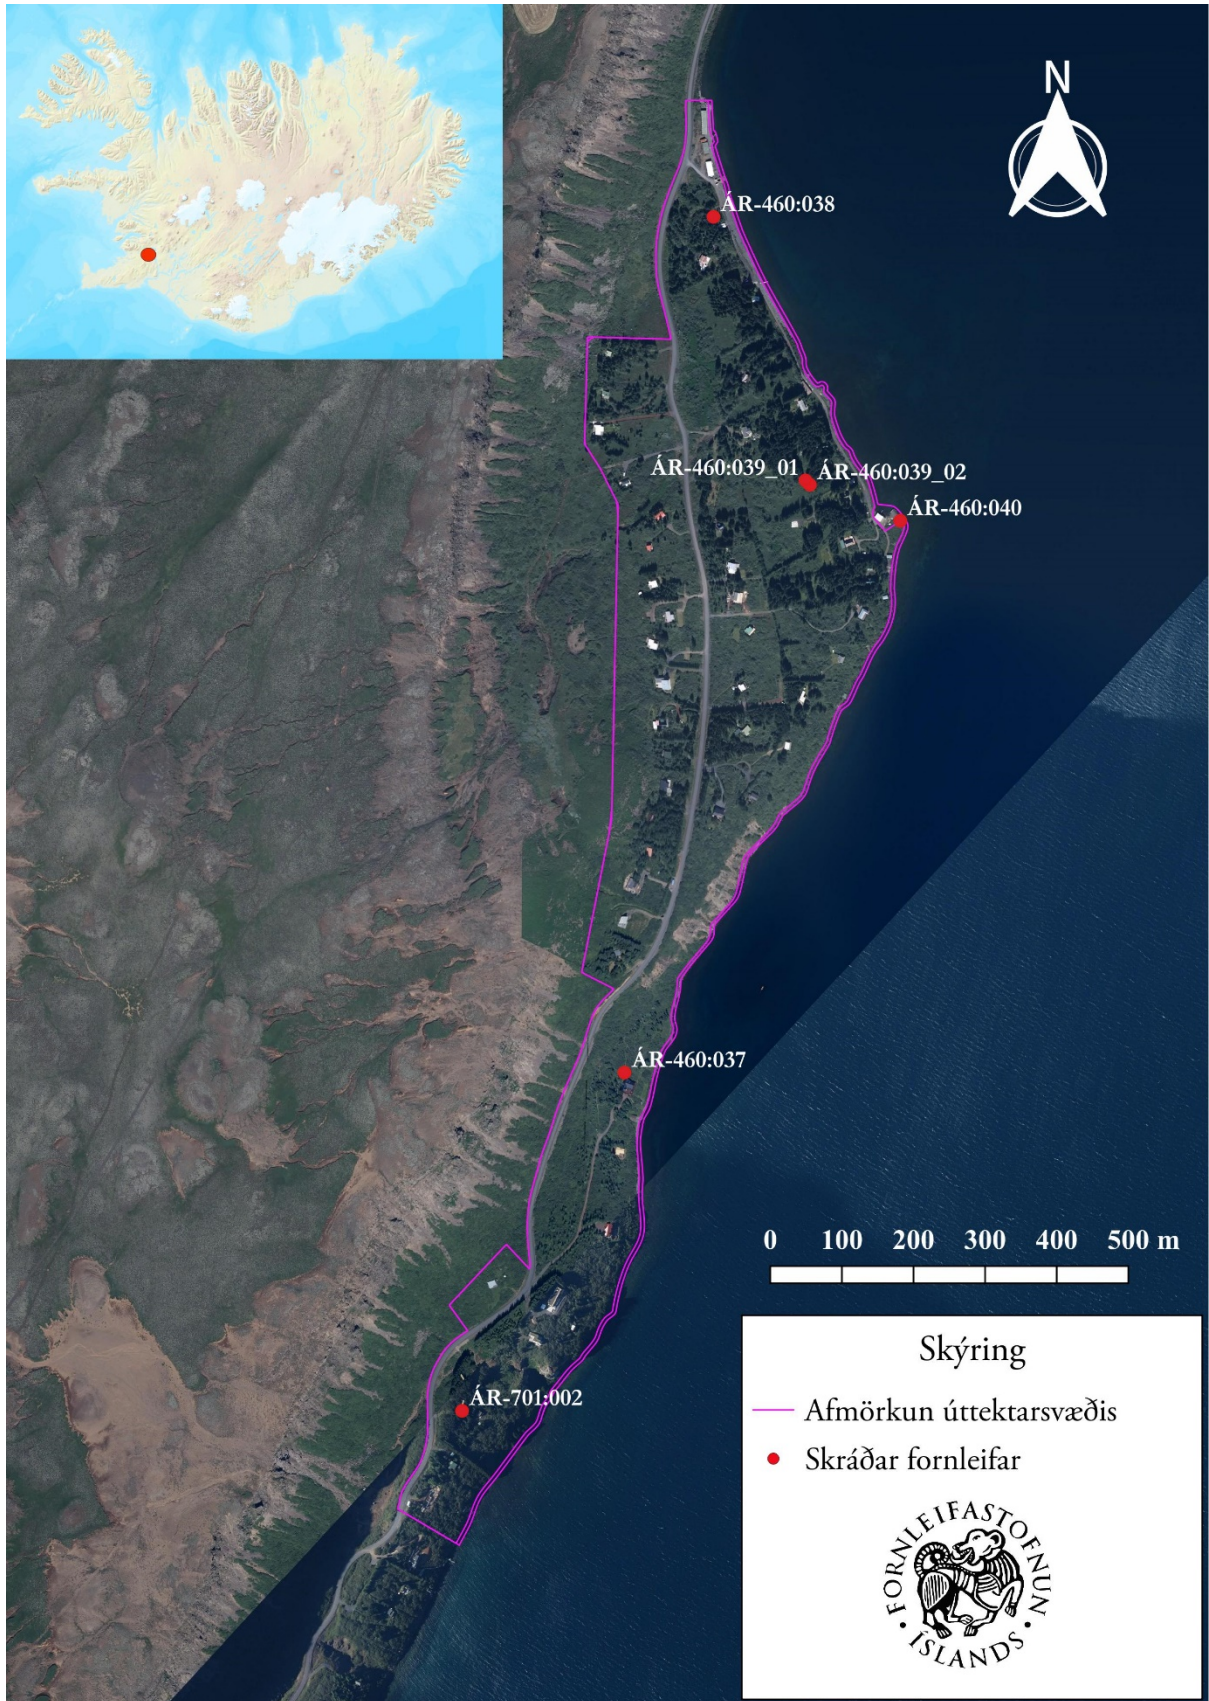 N
ÁR-460:038
ÁR-460:039_01
ÁR-460:039_02
ÁR-460:040
ÁR-460:037
0 100 200 300 400 500 m
ÁR-701:002
Skýring
Afmörkun úttektarsvæðis
Skráðar fornleifar
FORNLEIFASTOFNUN
· ÍSLANDS ·